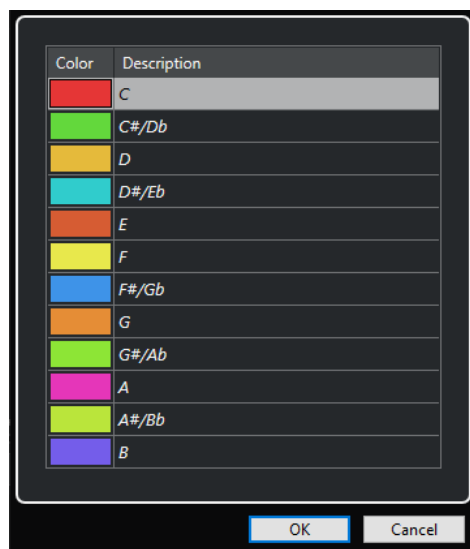 Color Description
C
C#/Db
D
D#/Eb
E
F
F#/Gb
G
G#/Ab
A
A#/Bb
B
OK Cancel